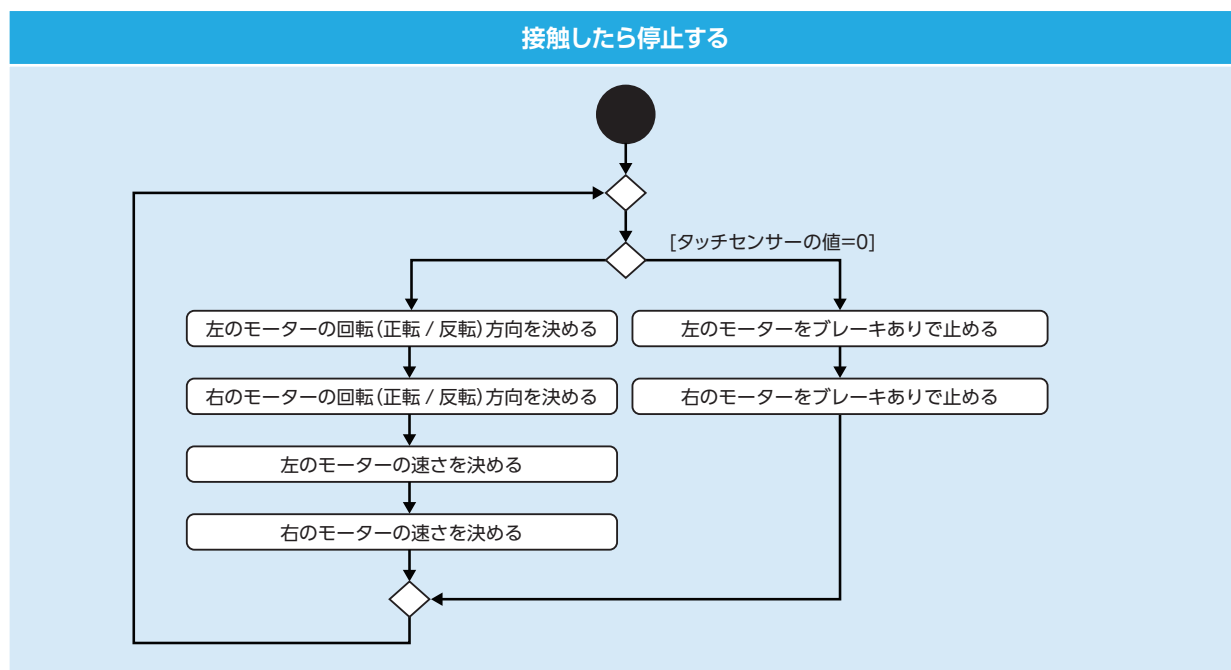 接触したら停止する
[タッチセンサーの値=0]
左のモーターの回転(正転 / 反転)方向を決める
右のモーターの回転(正転 / 反転)方向を決める
左のモーターの速さを決める
右のモーターの速さを決める
左のモーターをブレーキありで止める
右のモーターをブレーキありで止める